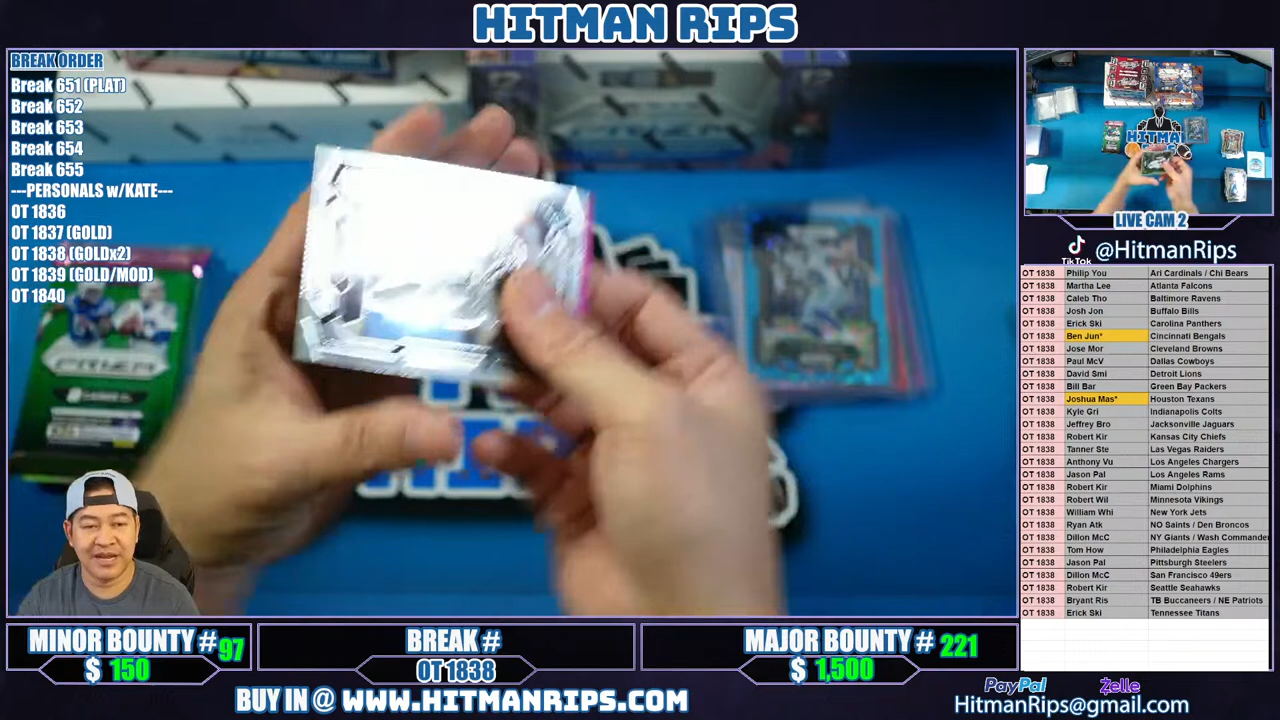 HITMAN RIPS
BREAK ORDER
Break 651 (PLAT)
Break 652
Break 653
Break 654
Break 655
---PERSONALS w/KATE---
OT 1836
OT 1837 (GOLD)
OT 1838 (GOLDx2)
OT 1839 (GOLD/MOD)
OT 1840
PRIZM
HITMAN
LIVE CAM 2
TikTok
@HitmanRips
OT 1838 Philip You Ari Cardinals / Chi Bears
OT 1838 Martha Lee Atlanta Falcons
OT 1838 Caleb Tho Baltimore Ravens
OT 1838 Josh Jon Buffalo Bills
OT 1838 Erick Ski Carolina Panthers
OT 1838 Ben Jun* Cincinnati Bengals
OT 1838 Jose Mor Cleveland Browns
OT 1838 Paul McV Dallas Cowboys
OT 1838 David Smi Detroit Lions
OT 1838 Bill Bar Green Bay Packers
OT 1838 Joshua Mas* Houston Texans
OT 1838 Kyle Gri Indianapolis Colts
OT 1838 Jeffrey Bro Jacksonville Jaguars
OT 1838 Robert Kir Kansas City Chiefs
OT 1838 Tanner Ste Las Vegas Raiders
OT 1838 Anthony Vu Los Angeles Chargers
OT 1838 Jason Pal Los Angeles Rams
OT 1838 Robert Kir Miami Dolphins
OT 1838 Robert Wil Minnesota Vikings
OT 1838 William Whi New York Jets
OT 1838 Ryan Atk NO Saints / Den Broncos
OT 1838 Dillon McC NY Giants / Wash Commander
OT 1838 Tom How Philadelphia Eagles
OT 1838 Jason Pal Pittsburgh Steelers
OT 1838 Dillon McC San Francisco 49ers
OT 1838 Robert Kir Seattle Seahawks
OT 1838 Bryant Ris TB Buccaneers / NE Patriots
OT 1838 Erick Ski Tennessee Titans
MINOR BOUNTY # 97
$ 150
BREAK #
OT 1838
MAJOR BOUNTY # 221
$ 1,500
BUY IN @ WWW.HITMANRIPS.COM
PayPal Zelle
HitmanRips@gmail.com